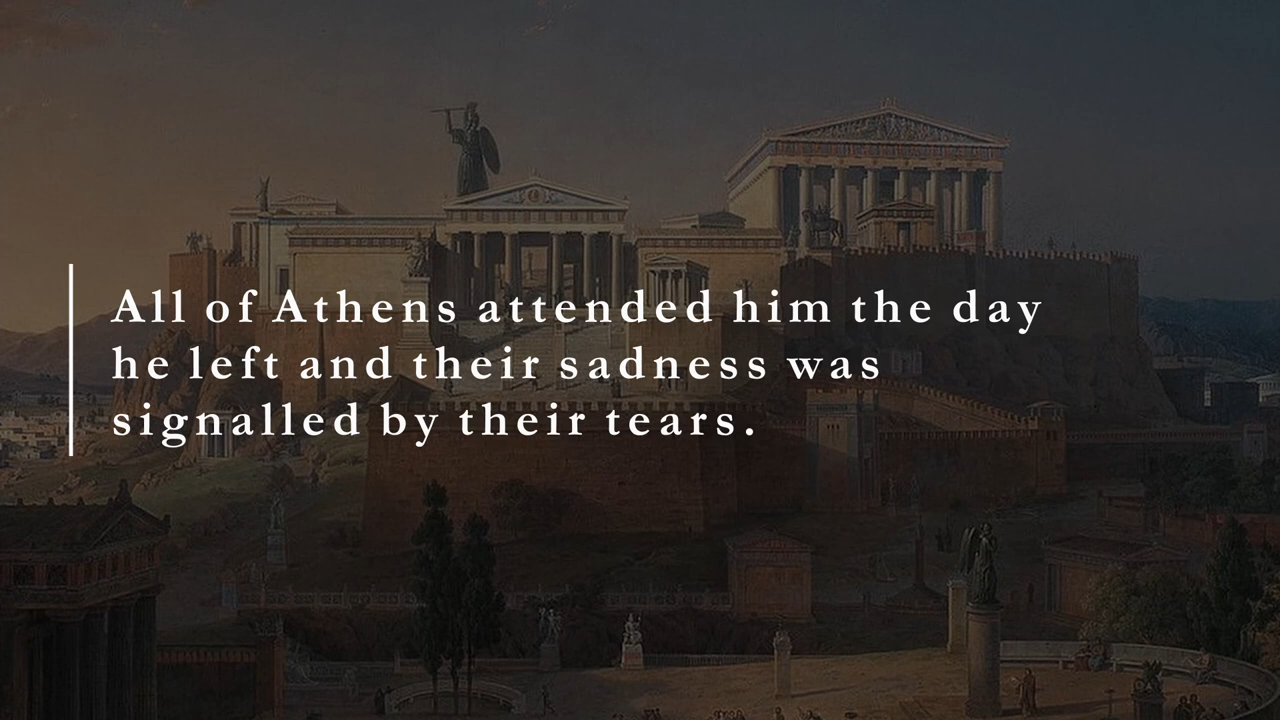 All of Athens attended him the day
he left and their sadness was
signalled by their tears.